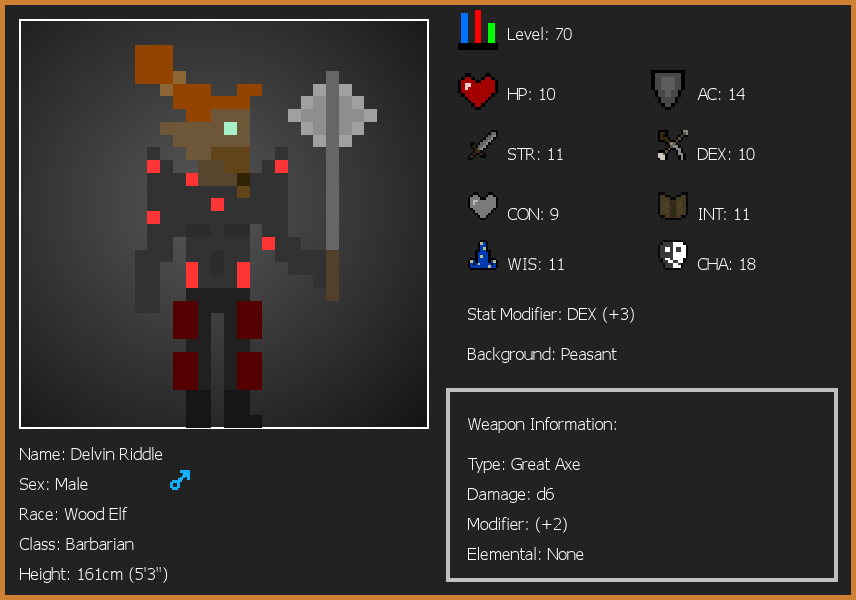 Level: 70
HP: 10
AC: 14
STR: 11
DEX: 10
CON: 9
INT: 11
WIS: 11
CHA: 18
Stat Modifier: DEX (+3)
Background: Peasant
Weapon Information:
Type: Great Axe
Damage: d6
Modifier: (+2)
Elemental: None
Name: Delvin Riddle
Sex: Male
Race: Wood Elf
Class: Barbarian
Height: 161cm (5'3")